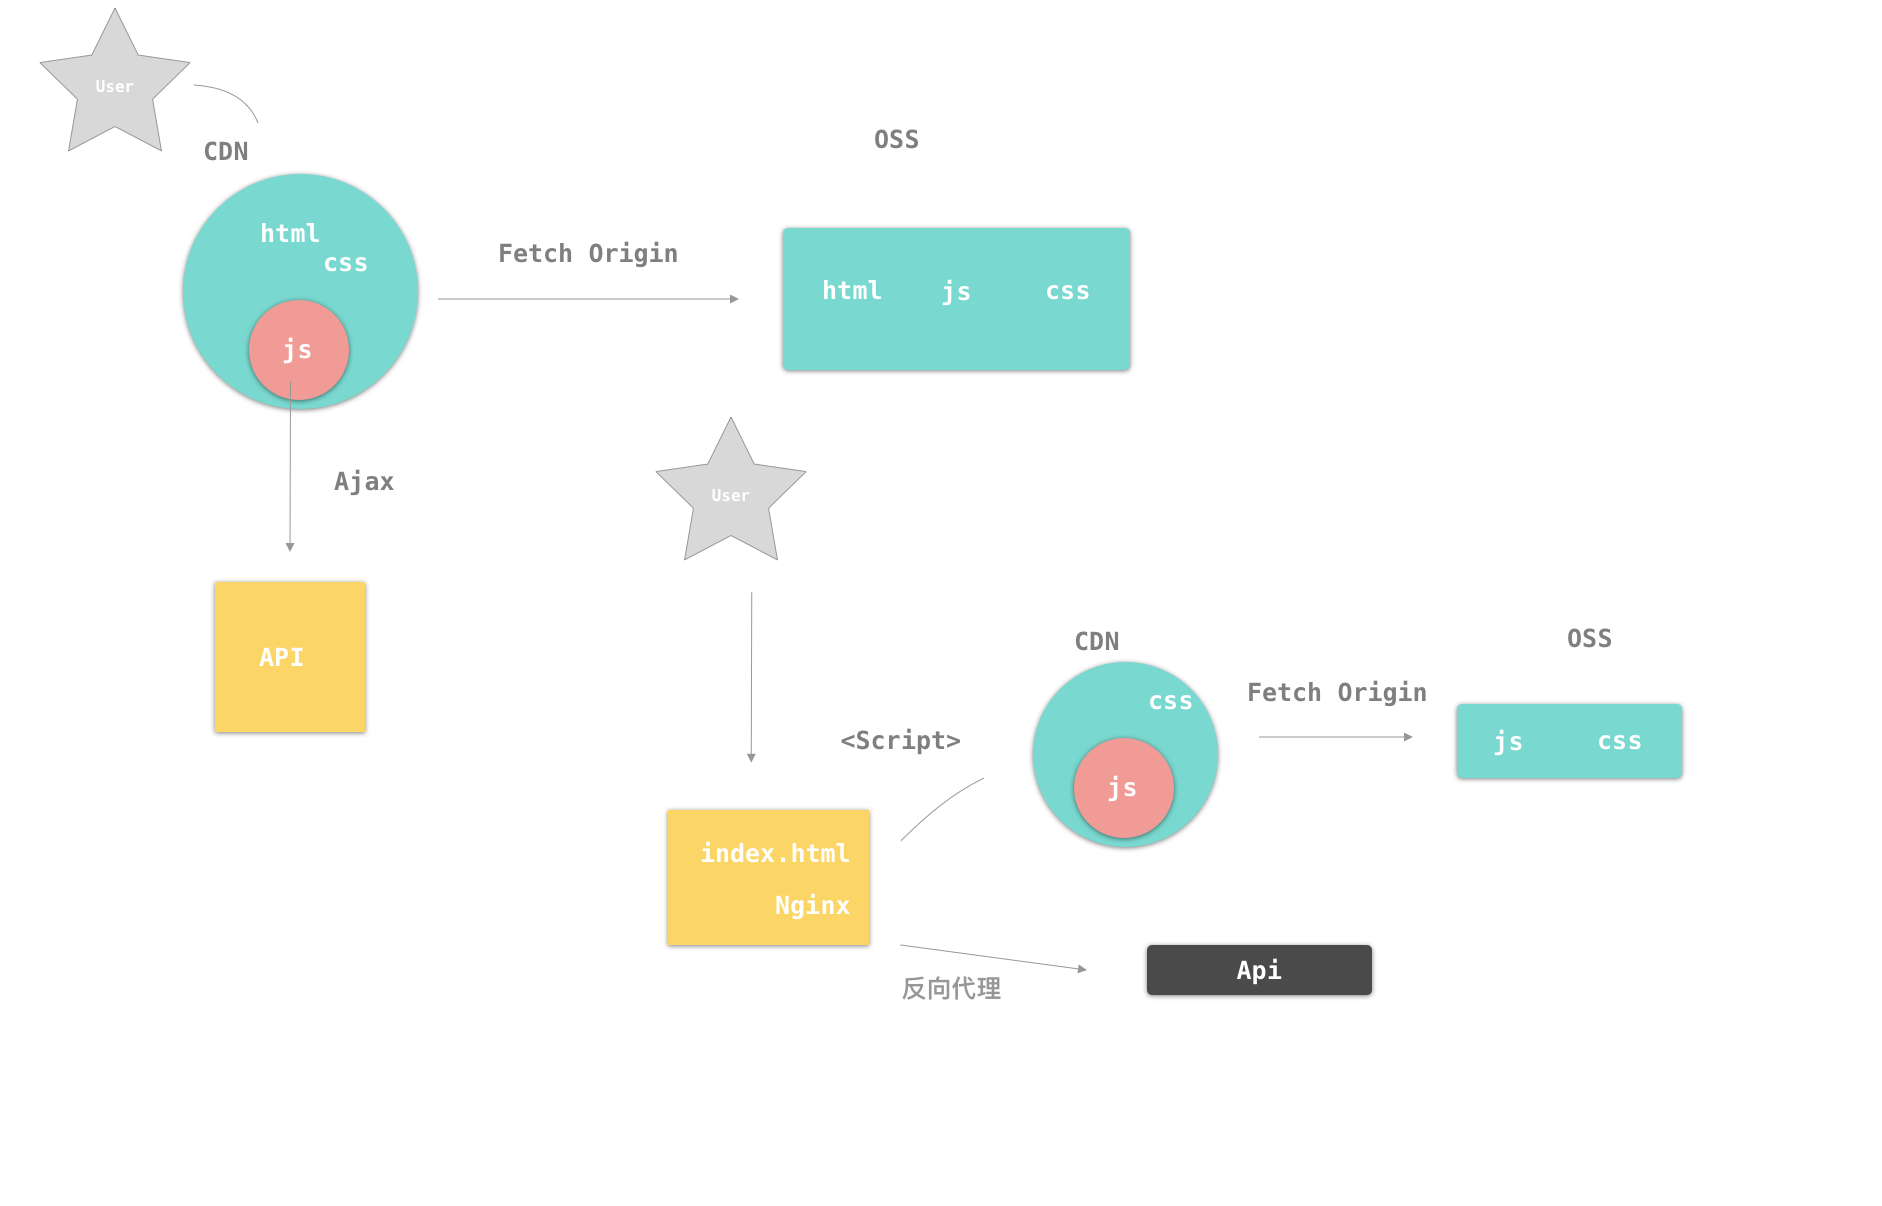 User
CDN
html
css
js
Fetch Origin
OSS
html js css
Ajax
API
User
index.html
Nginx
<Script>
CDN
css
js
Fetch Origin
OSS
js css
反向代理
Api